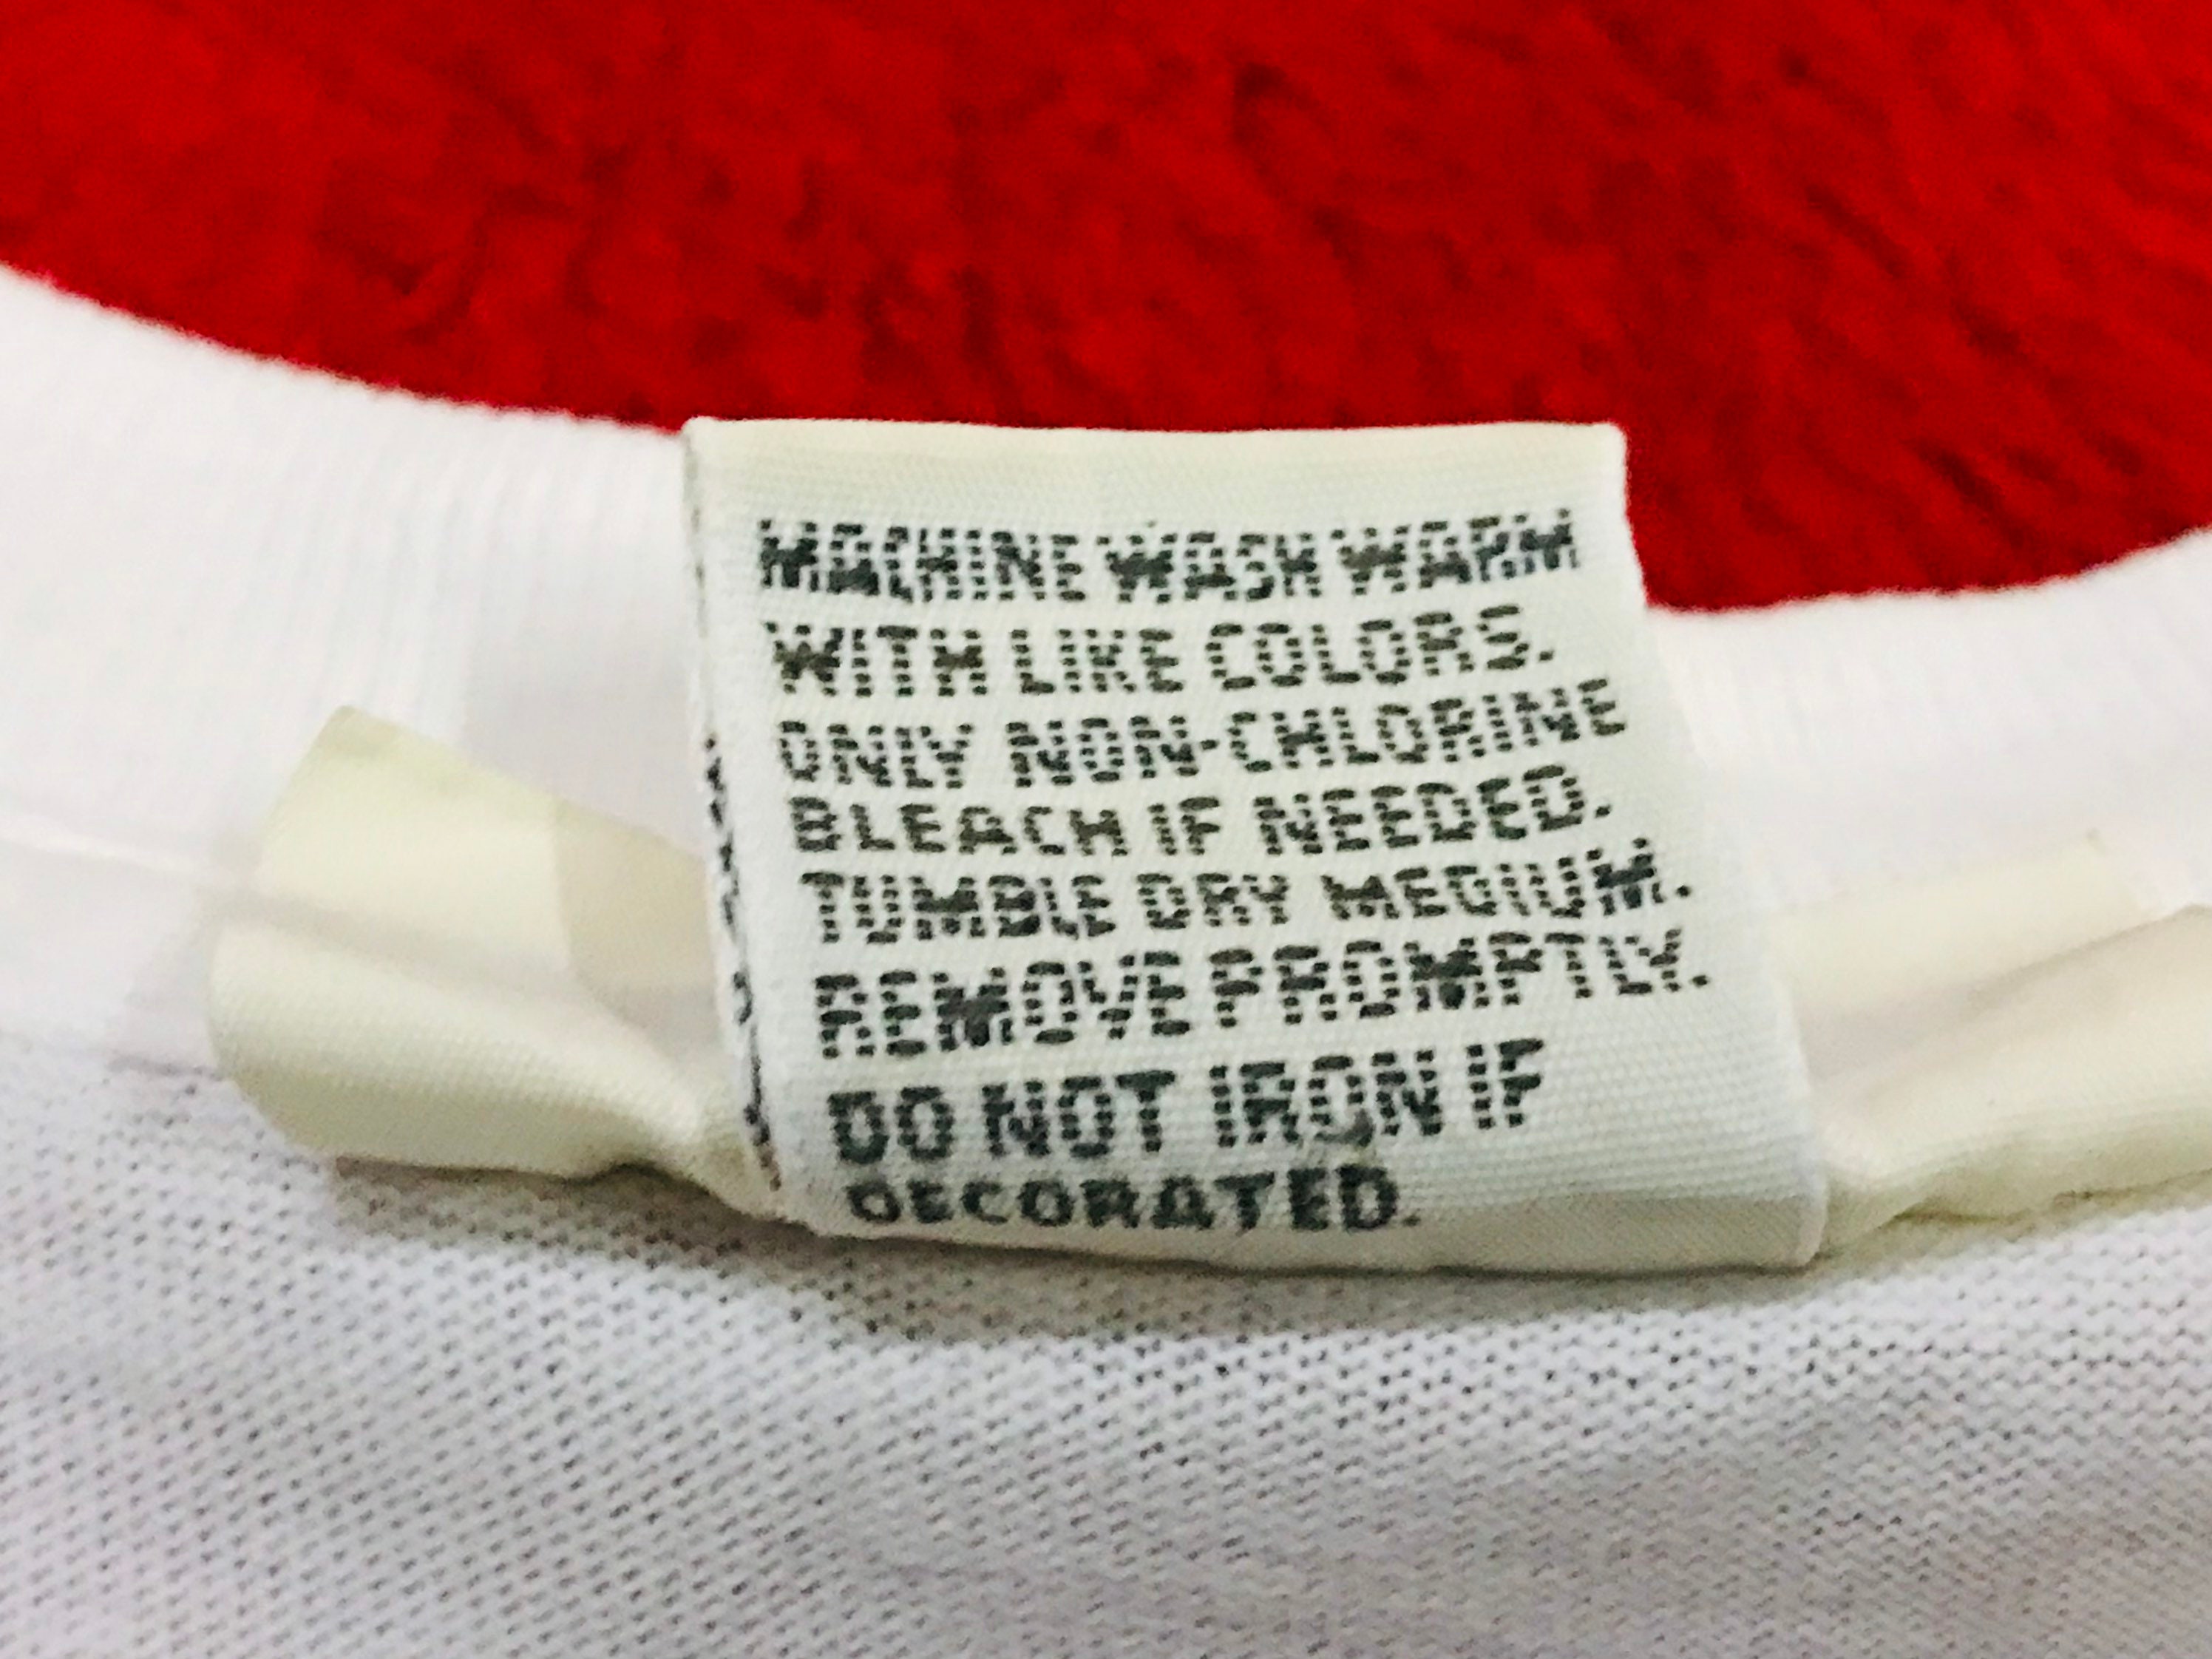 MACHINE WASH WARM
WITH LIKE COLORS.
ONLY NON-CHLORINE
BLEACH IF NEEDED.
TUMBLE DRY MEDIUM.
REMOVE PROMPTLY.
DO NOT IRON IF
DECORATED.